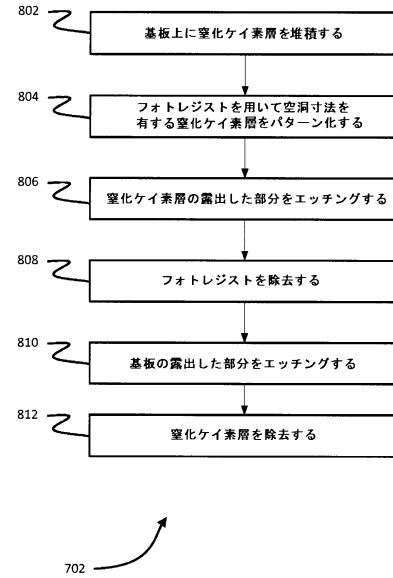 802
基板上に窒化ケイ素層を堆積する
804
フォトレジストを用いて空洞寸法を
有する窒化ケイ素層をパターン化する
806
窒化ケイ素層の露出した部分をエッチングする
808
フォトレジストを除去する
810
基板の露出した部分をエッチングする
812
窒化ケイ素層を除去する
702